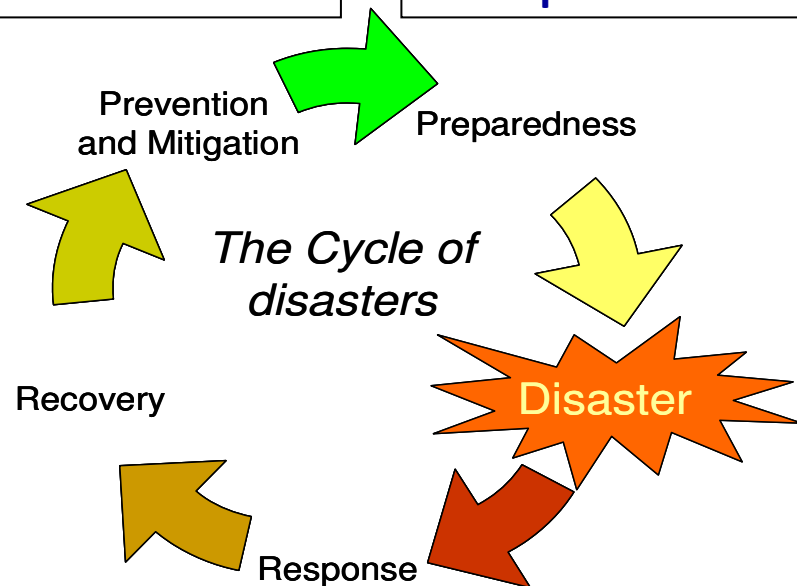 Prevention
and Mitigation
Preparedness
The Cycle of
disasters
Disaster
Recovery
Response